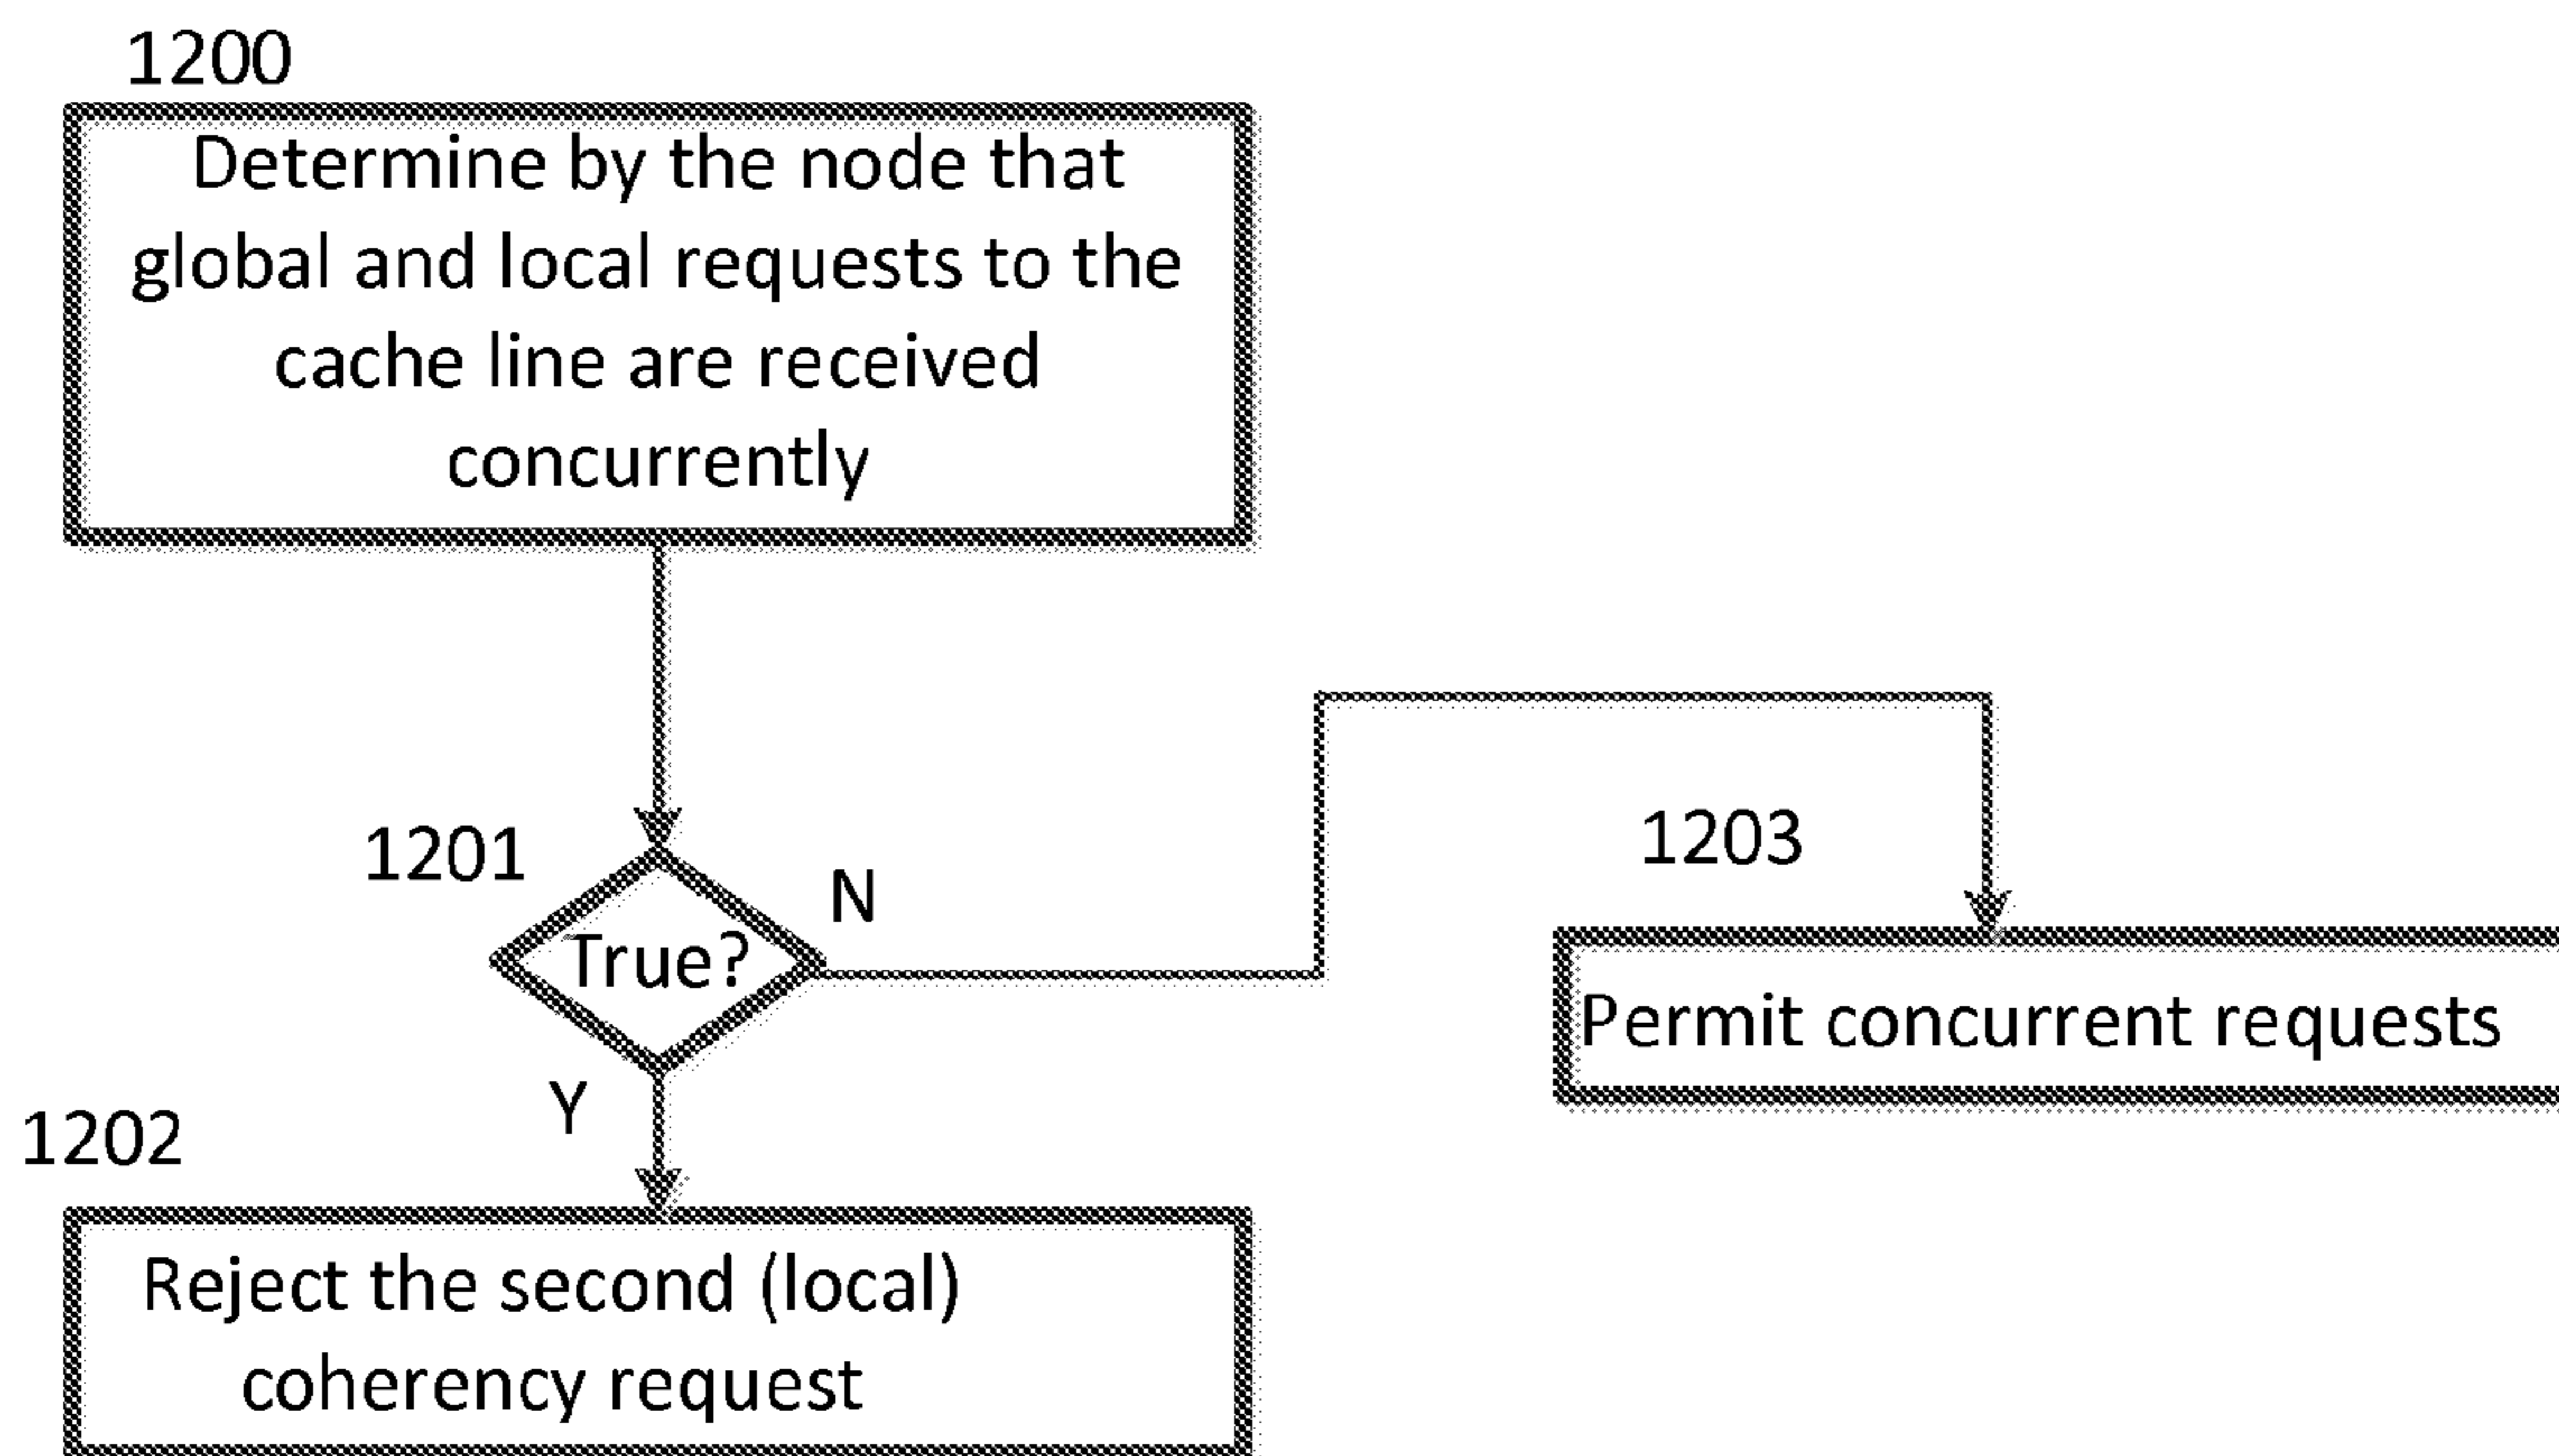 1200
Determine by the node that
global and local requests to the
cache line are received
concurrently
1201
True?
N
Y
1203
Permit concurrent requests
1202
Reject the second (local)
coherency request